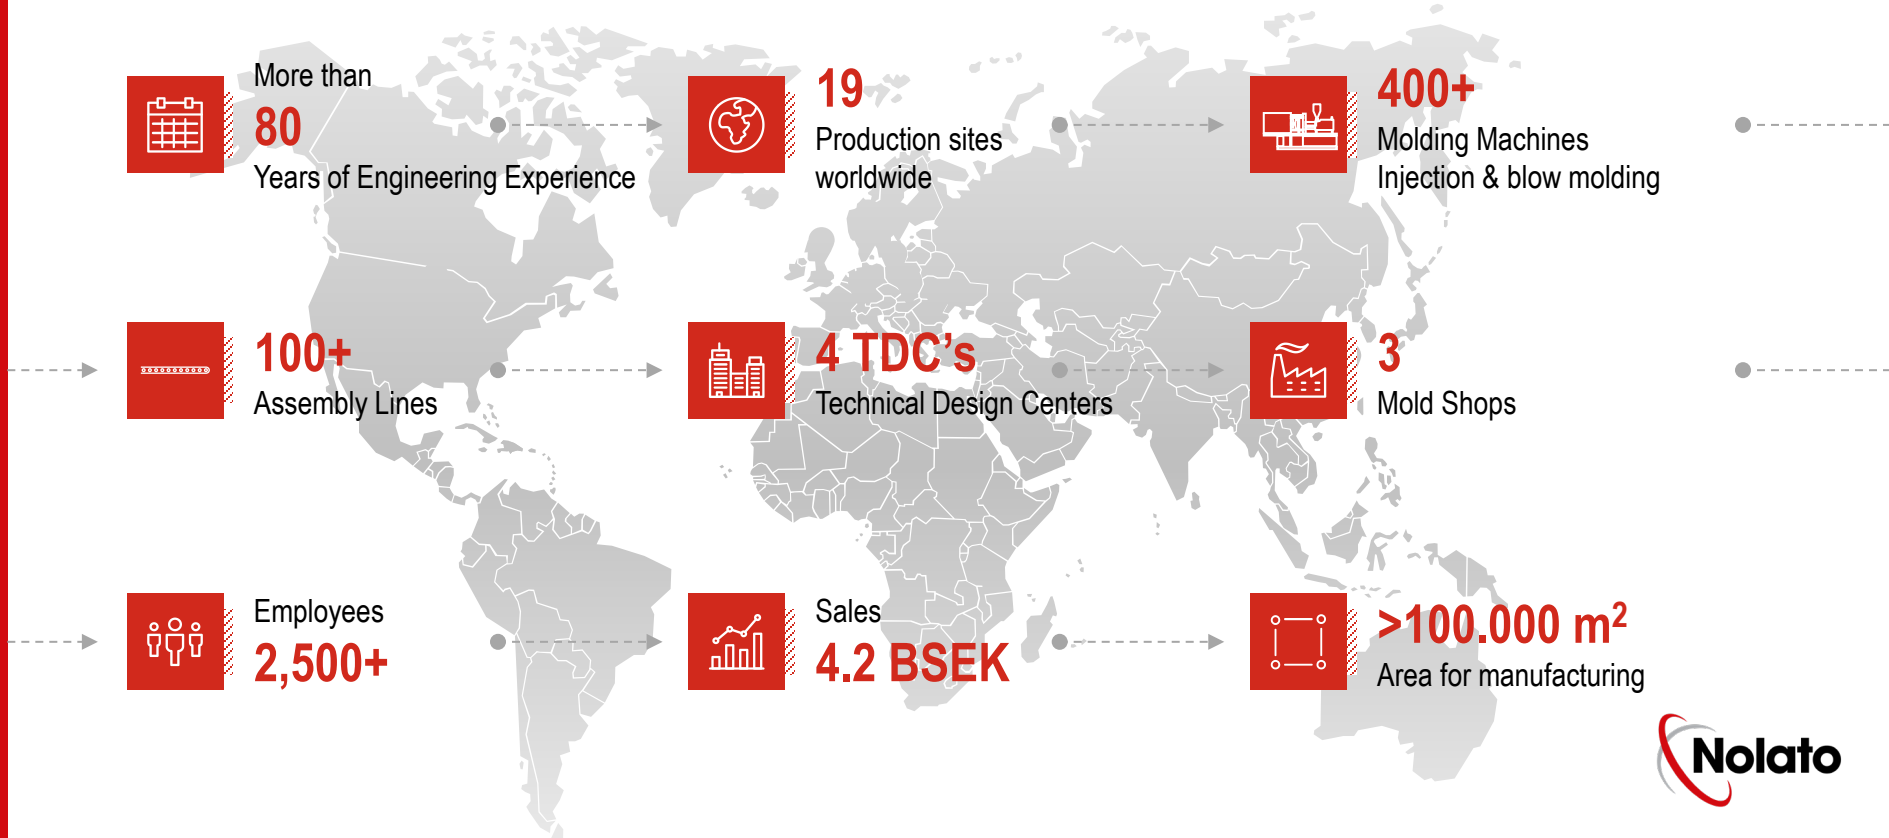 More than
80
Years of Engineering Experience
19
Production sites
worldwide
400+
Molding Machines
Injection & blow molding
100+
Assembly Lines
4 TDC’s
Technical Design Centers
3
Mold Shops
Employees
2,500+
Sales
4.2 BSEK
>100.000 m²
Area for manufacturing
Nolato